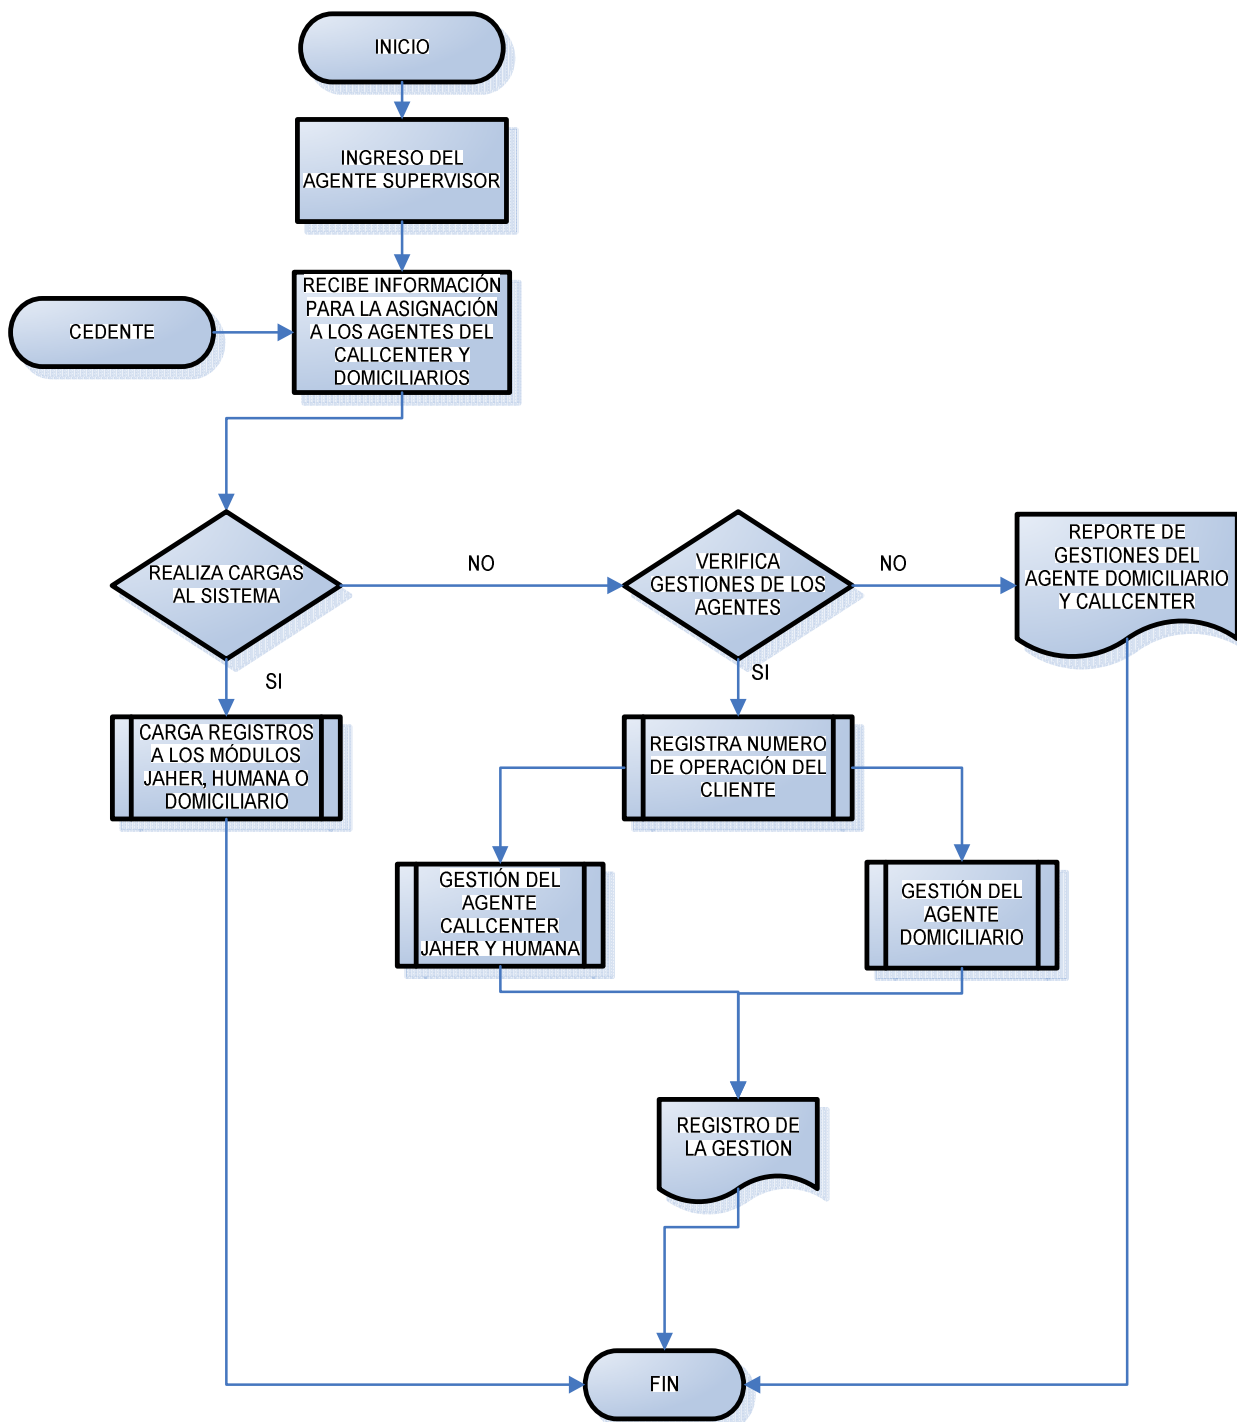 INICIO
INGRESO DEL
AGENTE SUPERVISOR
RECIBE INFORMACIÓN
PARA LA ASIGNACIÓN
A LOS AGENTES DEL
CALLCENTER Y
DOMICILIARIOS
CEDENTE
REALIZA CARGAS
AL SISTEMA
NO
VERIFICA
GESTIONES DE LOS
AGENTES
NO
REPORTE DE
GESTIONES DEL
AGENTE DOMICILIARIO
Y CALLCENTER
SI
SI
CARGA REGISTROS
A LOS MÓDULOS
JAHER, HUMANA O
DOMICILIARIO
REGISTRA NUMERO
DE OPERACIÓN DEL
CLIENTE
GESTIÓN DEL
AGENTE
CALLCENTER
JAHER Y HUMANA
GESTIÓN DEL
AGENTE
DOMICILIARIO
REGISTRO DE
LA GESTION
FIN